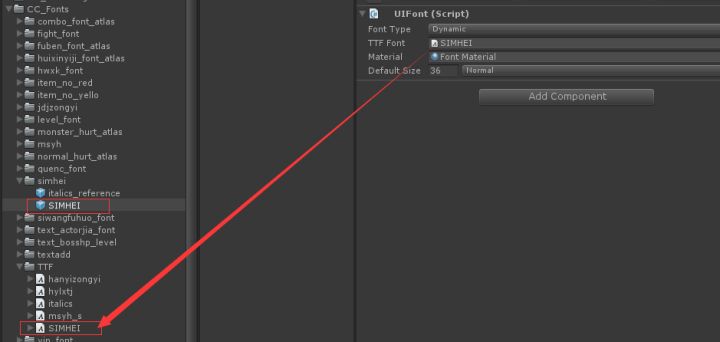 CC_Fonts
combo_font_atlas
fight_font
fuben_font_atlas
huixinyiji_font_atlas
hwxk_font
item_no_red
item_no_yello
jdjzongyi
level_font
monster_hurt_atlas
msyh
normal_hurt_atlas
quenc_font
simhei
italics_reference
SIMHEI
siwangfuhuo_font
text_actorjia_font
text_bosshp_level
textadd
TTF
hanyizongyi
hylxtj
italics
msyh_s
SIMHEI
yin_font
UIFont (Script)
Font Type Dynamic
TTF Font SIMHEI
Material Font Material
Default Size 36 Normal
Add Component